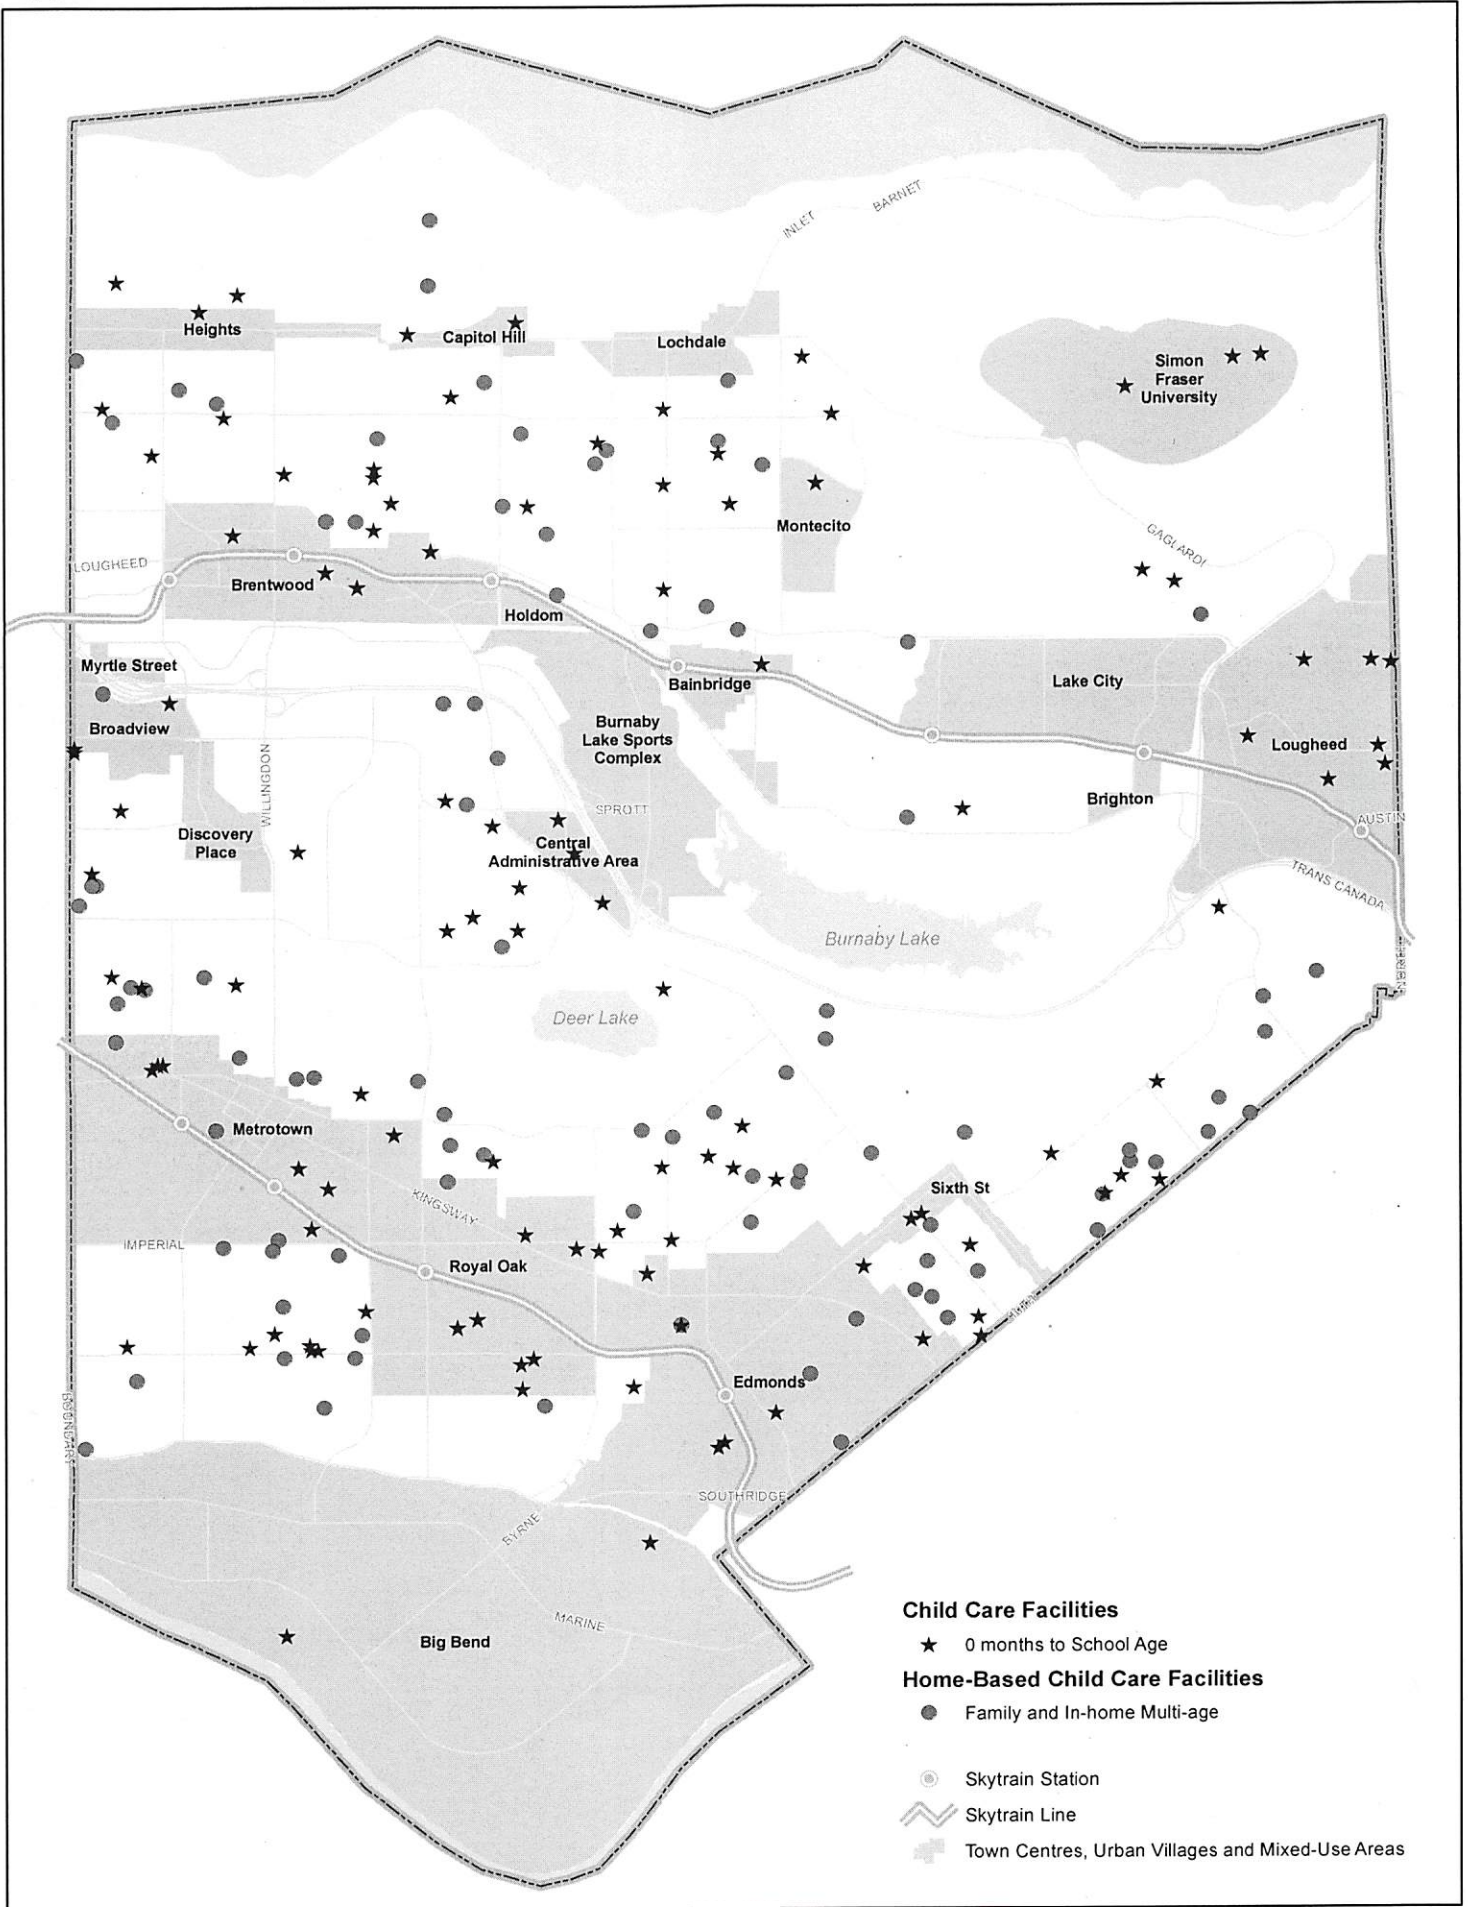 INLET
BARNET
Heights
Capitol Hill
Lochdale
Simon
Fraser
University
Montecito
GAGLARDI
LOUGHEED
Brentwood
Holdom
Myrtle Street
Bainbridge
Lake City
Broadview
Burnaby
Lake Sports
Complex
Lougheed
WILLINGDON
SPROTT
Brighton
AUSTIN
Discovery
Place
Central
Administrative Area
TRANS CANADA
Burnaby Lake
Deer Lake
Metrotown
KINGSWAY
Sixth St
IMPERIAL
Royal Oak
Edmonds
BOUNDARY
SOUTHRIDGE
BYRNE
MARINE
Big Bend
Child Care Facilities
0 months to School Age
Home-Based Child Care Facilities
Family and In-home Multi-age
Skytrain Station
Skytrain Line
Town Centres, Urban Villages and Mixed-Use Areas